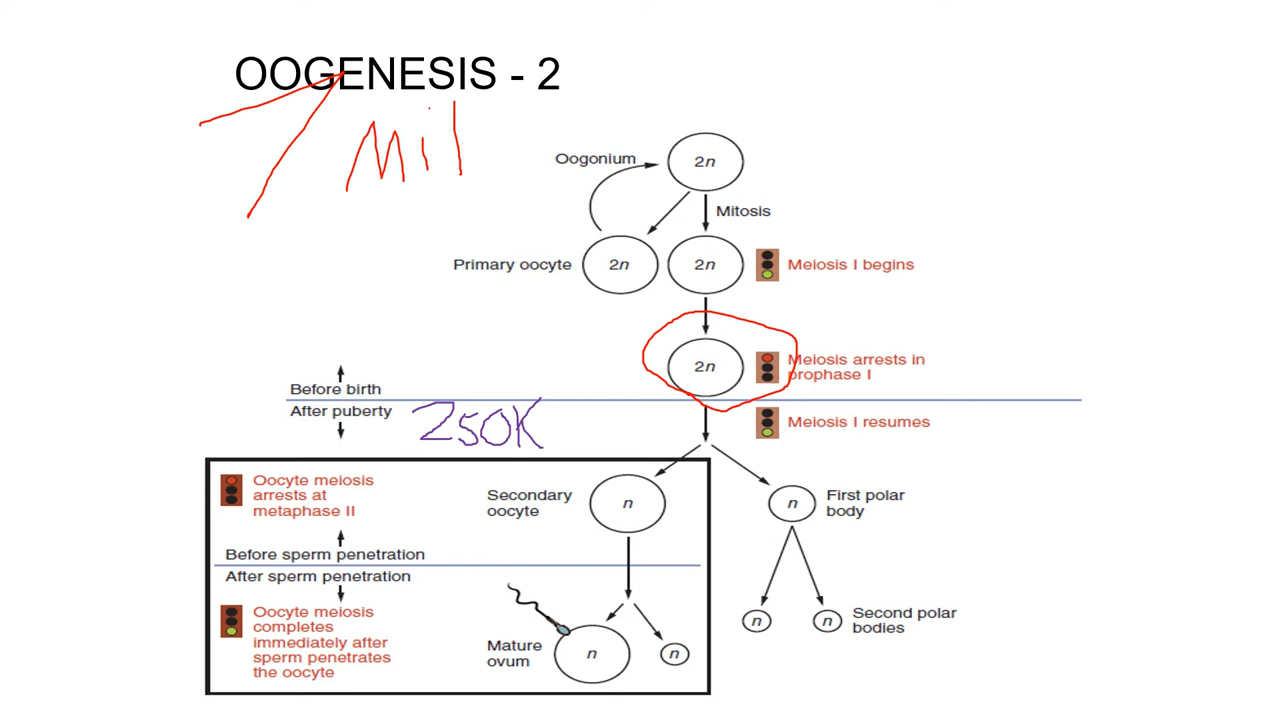 OOGENESIS - 2
Mil
Oogonium
2n
Mitosis
Primary oocyte
2n
2n
Meiosis I begins
2n
Meiosis arrests in
prophase I
Before birth
After puberty
250K
Meiosis I resumes
Oocyte meiosis
arrests at
metaphase II
Secondary
oocyte
n
n
First polar
body
Before sperm penetration
After sperm penetration
Oocyte meiosis
completes
immediately after
sperm penetrates
the oocyte
Mature
ovum
n
n
n
n
Second polar
bodies